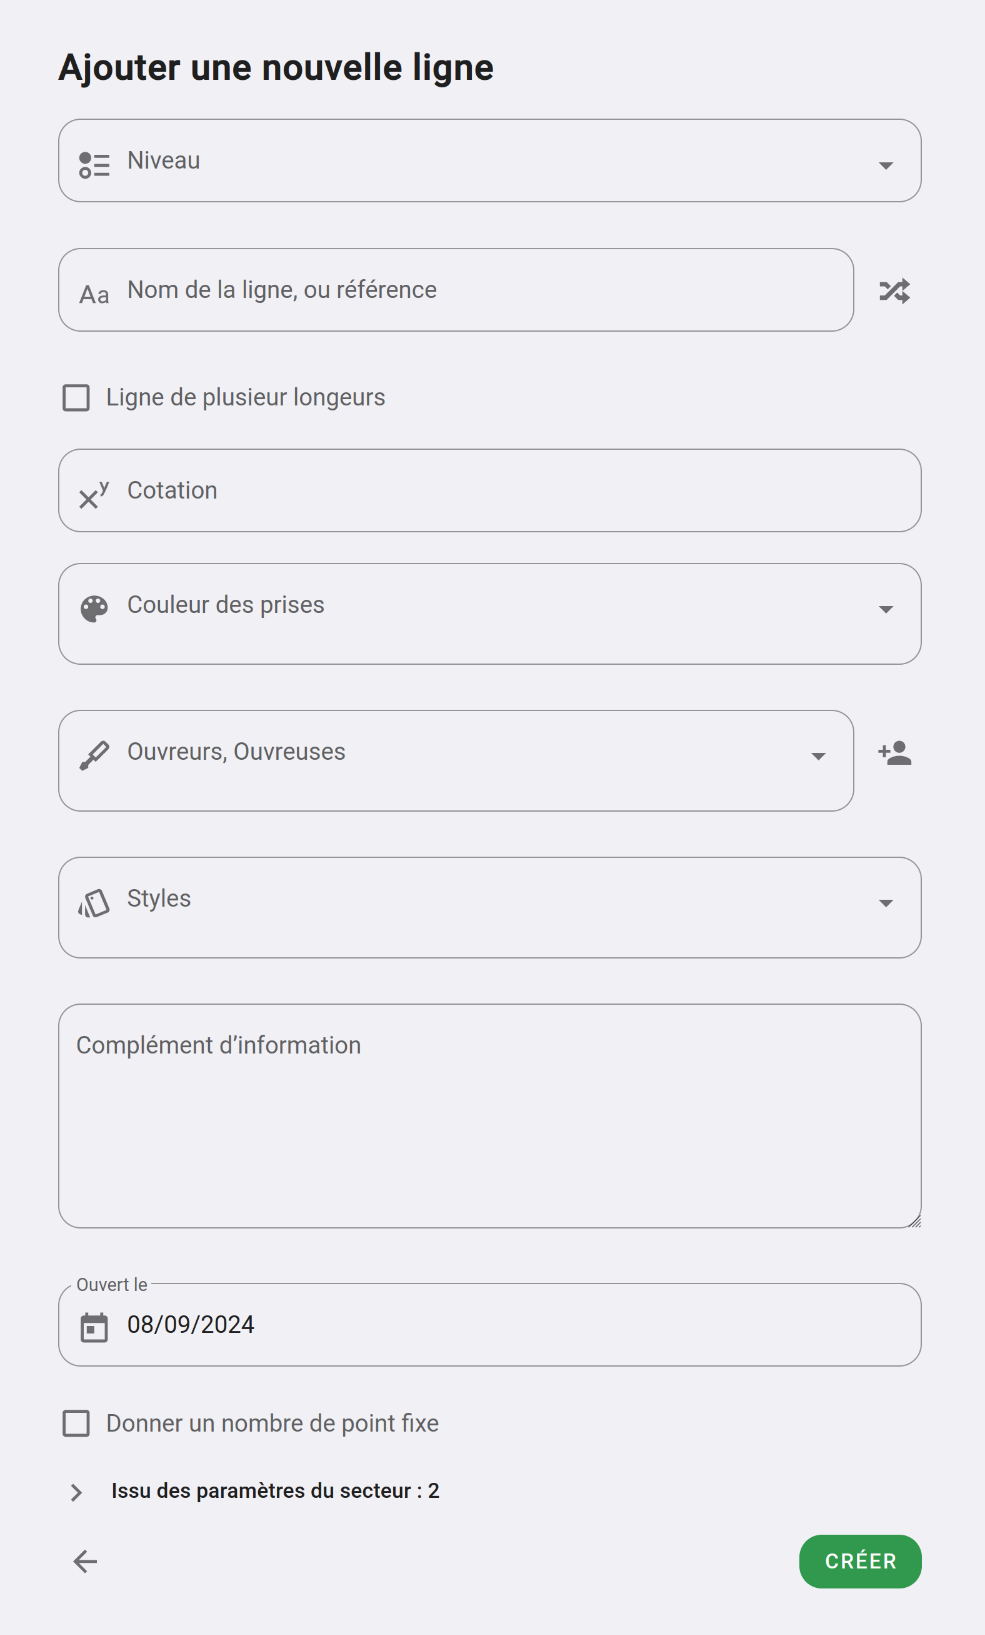 Ajouter une nouvelle ligne
Niveau
Aa Nom de la ligne, ou référence
Ligne de plusieur longeurs
Cotation
Couleur des prises
Ouvreurs, Ouvreuses
Styles
Complément d’information
Ouvert le
08/09/2024
Donner un nombre de point fixe
Issu des paramètres du secteur : 2
CRÉER